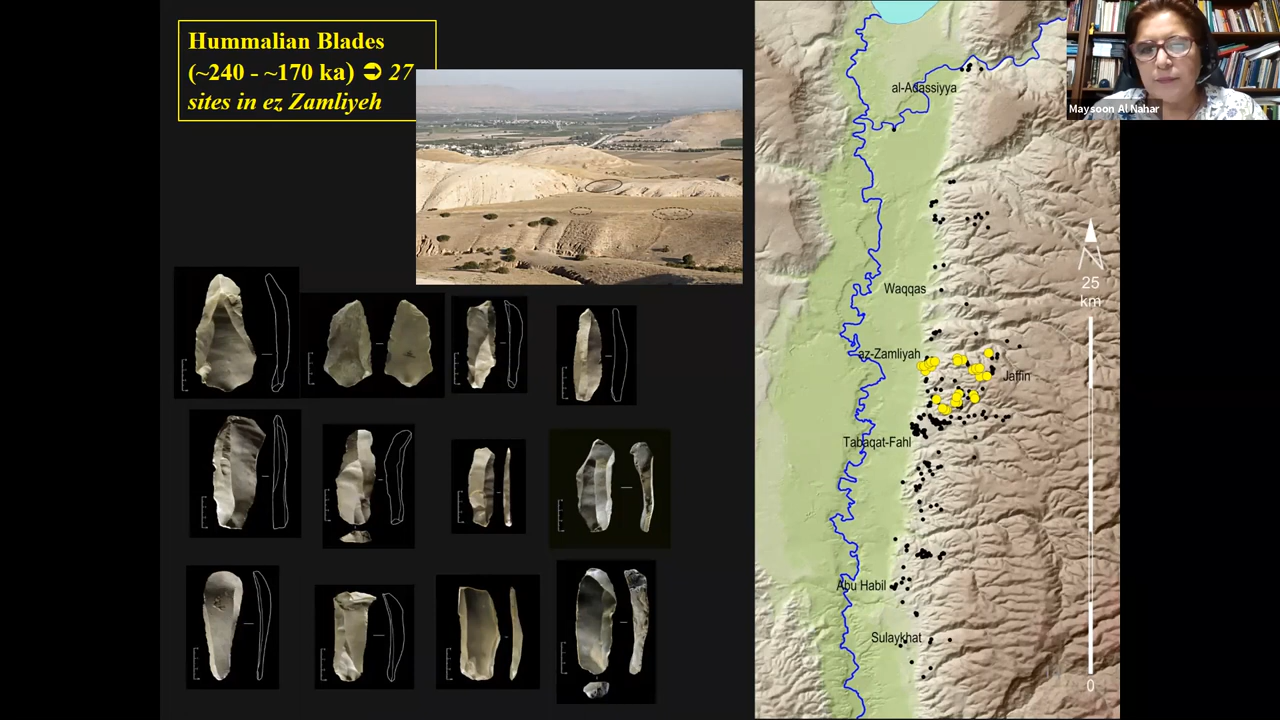 Hummalian Blades
(~240 - ~170 ka) ➲ 27
sites in ez Zamliyeh
Maysoon Al Nahar
al-Adassiyya
Waqqas
25
km
az-Zamliyah
Jaffin
Tabaqat-Fahl
Abu Habil
Sulaykhat
0